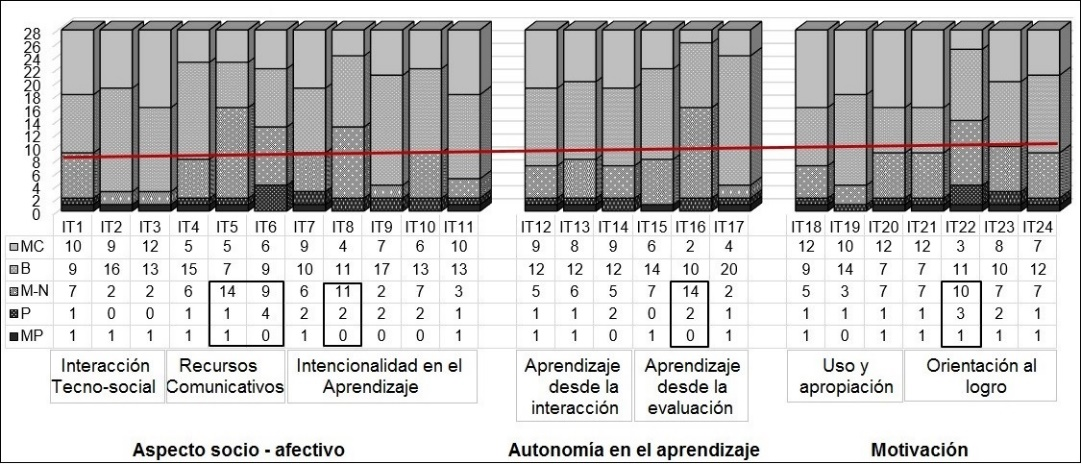 28
26
24
22
20
18
16
14
12
10
8
6
4
2
0
IT1 IT2 IT3 IT4 IT5 IT6 IT7 IT8 IT9 IT10 IT11 IT12 IT13 IT14 IT15 IT16 IT17 IT18 IT19 IT20 IT21 IT22 IT23 IT24
MC 10 9 12 5 5 6 9 4 7 6 10 9 8 9 6 2 4 12 10 12 12 3 8 7
B 9 16 13 15 7 9 10 11 17 13 13 12 12 12 14 10 20 9 14 7 7 11 10 12
M-N 7 2 2 6 14 9 6 11 2 7 3 5 6 5 7 14 2 5 3 7 7 10 7 7
P 1 0 0 1 1 4 2 2 2 2 1 1 1 2 0 2 1 1 1 1 1 3 2 1
MP 1 1 1 1 1 0 1 0 0 0 1 1 1 0 1 0 1 1 0 1 1 1 1 1
Interacción
Tecno-social
Recursos
Comunicativos
Intencionalidad en el
Aprendizaje
Aprendizaje
desde la
interacción
Aprendizaje
desde la
evaluación
Uso y
apropiación
Orientación al
logro
Aspecto socio - afectivo
Autonomía en el aprendizaje
Motivación